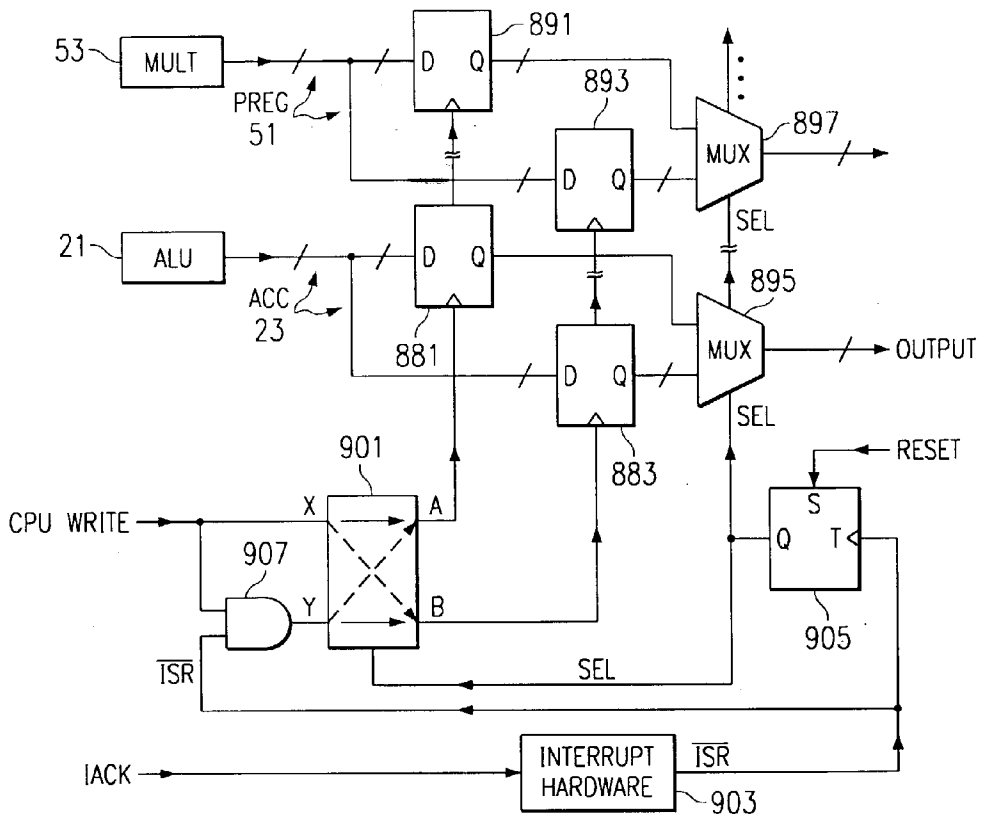 891
53
MULT
D Q
893
PREG
51
897
MUX
D Q
SEL
21
ALU
D Q
895
ACC
23
881
MUX
OUTPUT
D Q
SEL
901
883
RESET
CPU WRITE
X A
S
907
Q T
Y B
905
ISR
SEL
IACK
INTERRUPT
HARDWARE
ISR
903